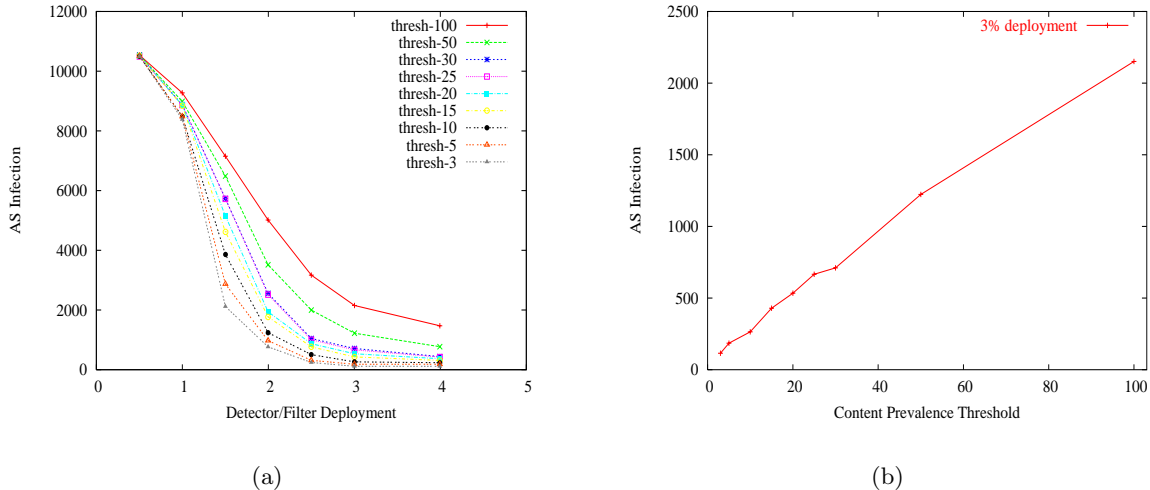 12000
10000
8000
6000
4000
2000
0
AS Infection
0 1 2 3 4 5
Detector/Filter Deployment
thresh-100
thresh-50
thresh-30
thresh-25
thresh-20
thresh-15
thresh-10
thresh-5
thresh-3
(a)
2500
2000
1500
1000
500
0
AS Infection
0 20 40 60 80 100
Content Prevalence Threshold
3% deployment
(b)